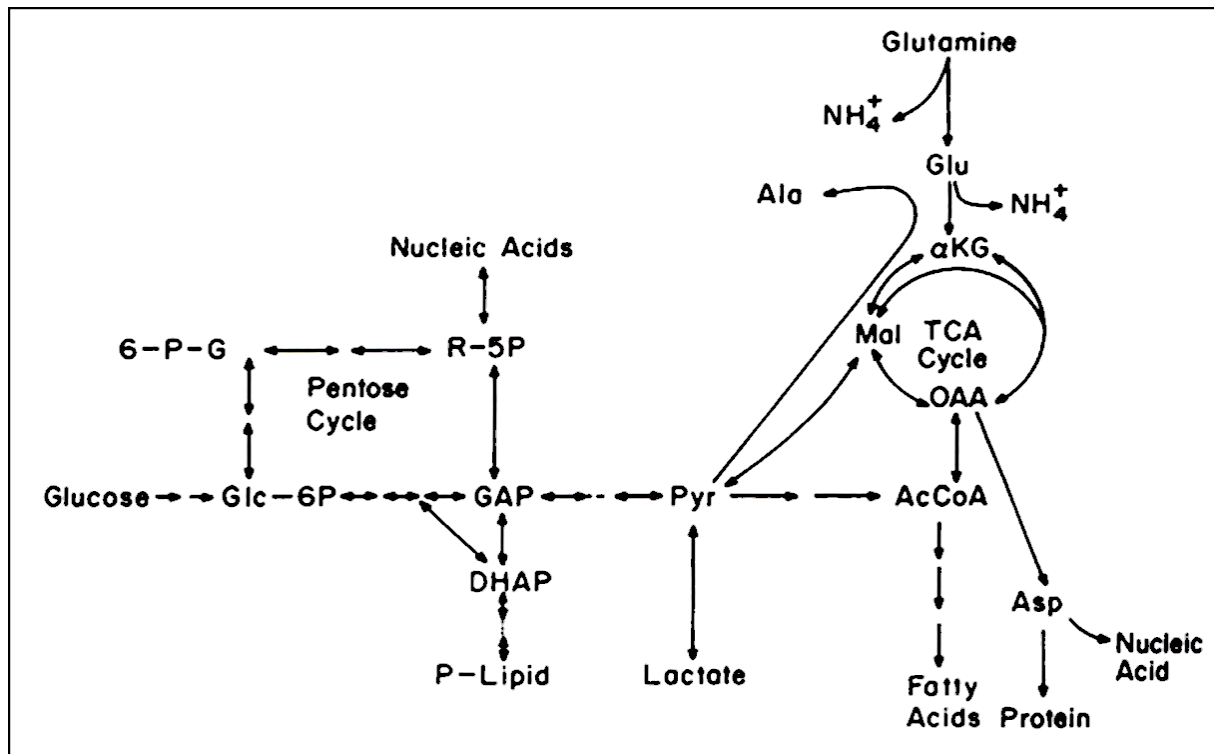 Glutamine
NH4+
Glu
Ala
NH4+
Nucleic Acids
αKG
6-P-G
R-5P
Mal
TCA
Cycle
Pentose
Cycle
OAA
Glucose
Glc-6P
GAP
Pyr
AcCoA
DHAP
Asp
P-Lipid
Lactate
Nucleic
Acid
Fatty
Acids
Protein